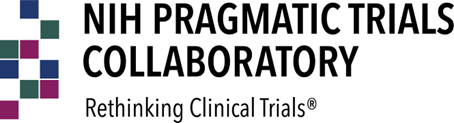 NIH PRAGMATIC TRIALS
COLLABORATORY
Rethinking Clinical Trials®